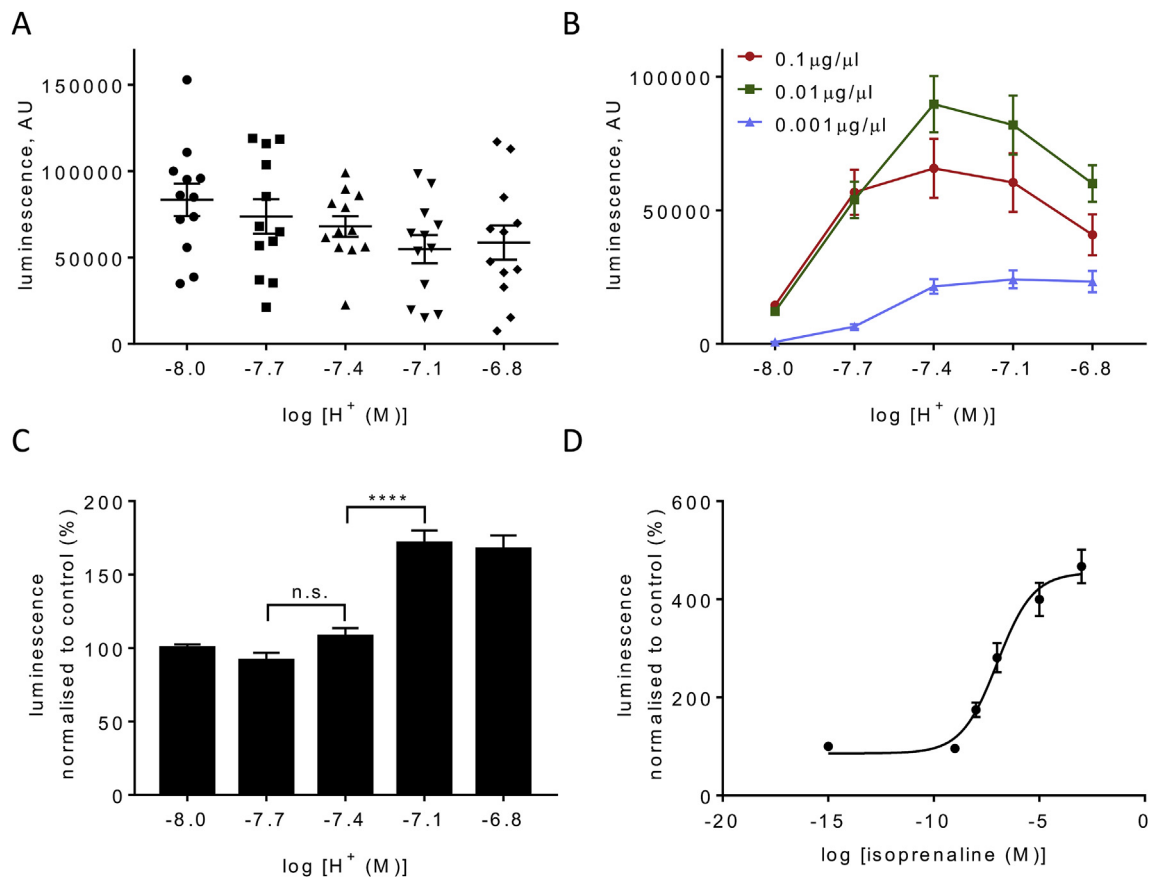 A
luminescence, AU
150000
100000
50000
0
-8.0 -7.7 -7.4 -7.1 -6.8
log [H⁺ (M)]
B
luminescence, AU
0.1µg/µl
0.01µg/µl
0.001µg/µl
100000
50000
0
-8.0 -7.7 -7.4 -7.1 -6.8
log [H⁺ (M)]
C
luminescence
normalised to control (%)
200
150
100
50
0
n.s.
****
-8.0 -7.7 -7.4 -7.1 -6.8
log [H⁺ (M)]
D
luminescence
normalised to control (%)
600
400
200
0
-20 -15 -10 -5 0
log [isoprenaline (M)]